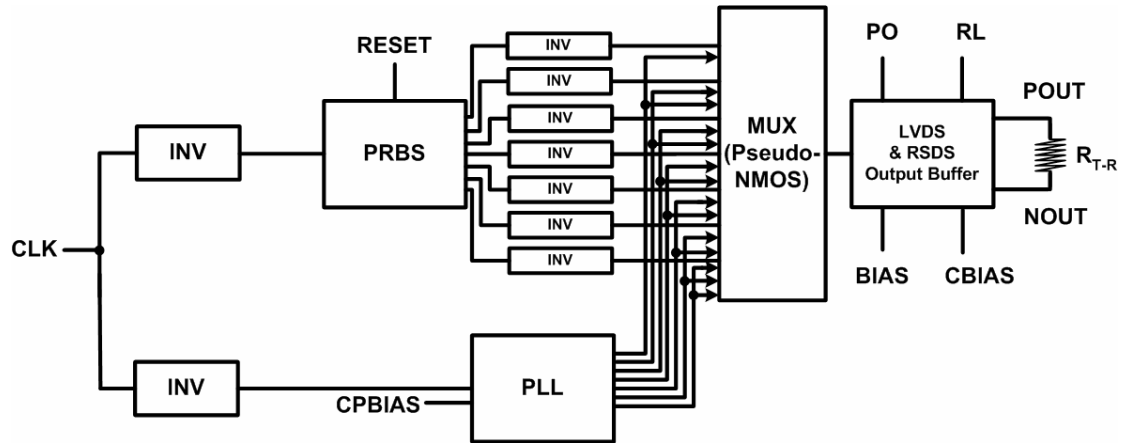 RESET
INV
INV
INV
INV
INV
INV
INV
INV
PRBS
MUX
(Pseudo-
NMOS)
PO
RL
LVDS
& RSDS
Output Buffer
POUT
R_{T-R}
NOUT
BIAS
CBIAS
CLK
INV
PLL
CPBIAS